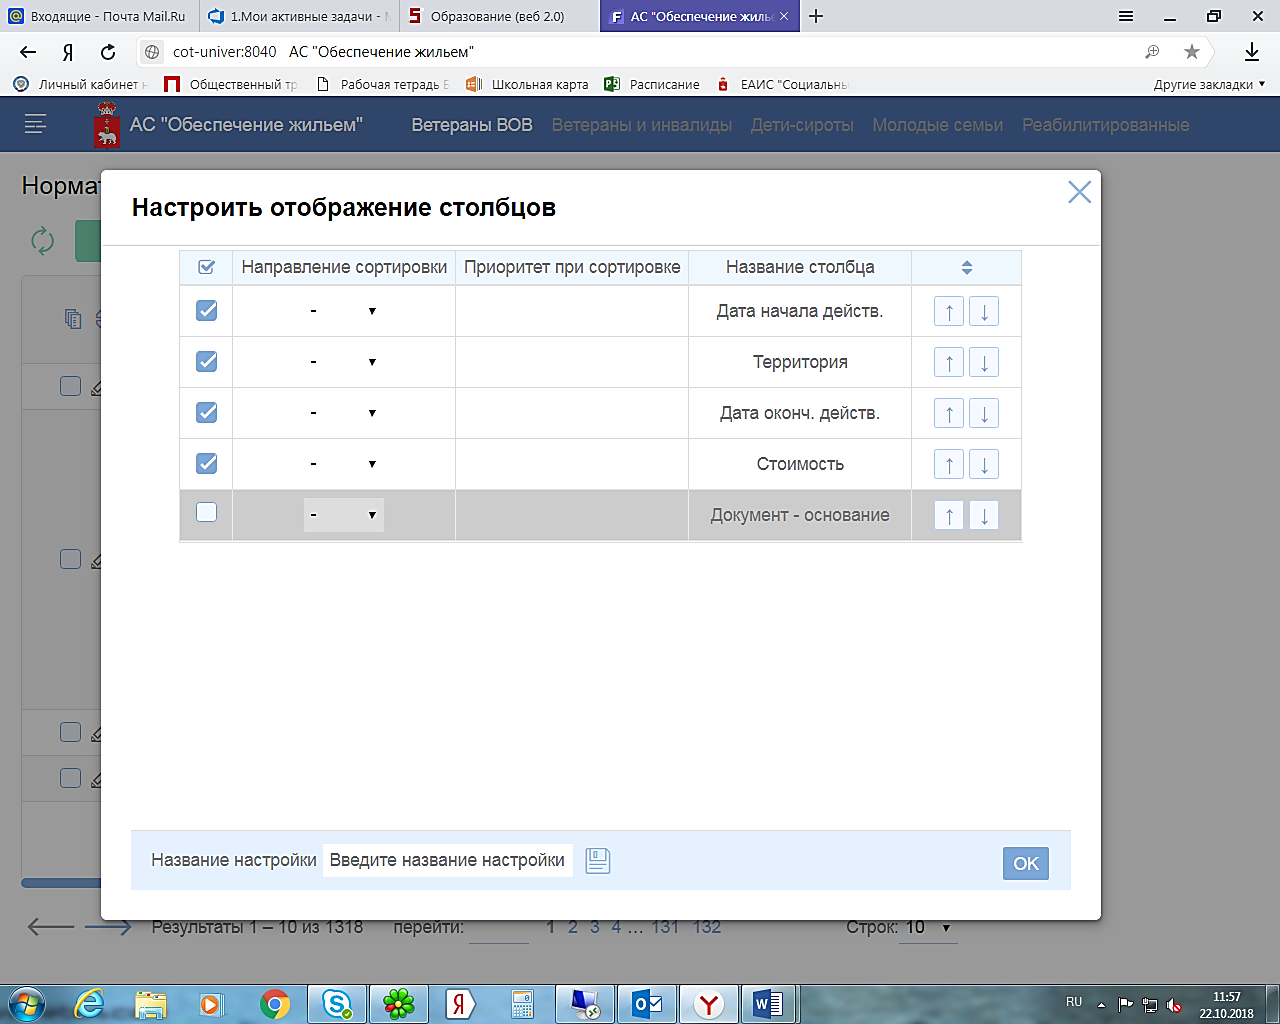 Входящие - Почта Mail.Ru
1.Мои активные задачи -
Образование (веб 2.0)
АС "Обеспечение жиль
cot-univer:8040 АС "Обеспечение жильем"
Личный кабинет
Общественный тр
Рабочая тетрадь
Школьная карта
Расписание
ЕАИС "Социальны
Другие закладки
АС "Обеспечение жильем"
Ветераны ВОВ
Ветераны и инвалиды
Дети-сироты
Молодые семьи
Реабилитированные
Нормат
Настроить отображение столбцов
Направление сортировки
Приоритет при сортировке
Название столбца
- Дата начала действ.
- Территория
- Дата оконч. действ.
- Стоимость
- Документ - основание
Название настройки
Введите название настройки
OK
Результаты 1 – 10 из 1318
перейти:
1 2 3 4 ... 131 132
Строк: 10
RU
11:57
22.10.2018